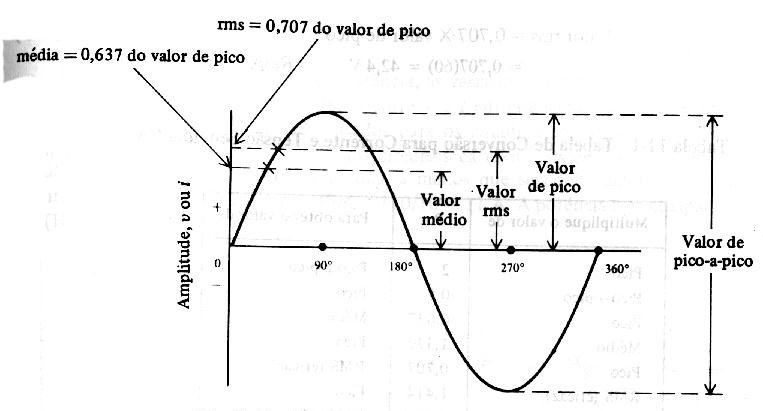 rms = 0,707 do valor de pico
média = 0,637 do valor de pico
Valor
de pico
Valor
rms
Valor
médio
Valor de
pico-a-pico
Amplitude, v ou i
+
0
−
90°
180°
270°
360°